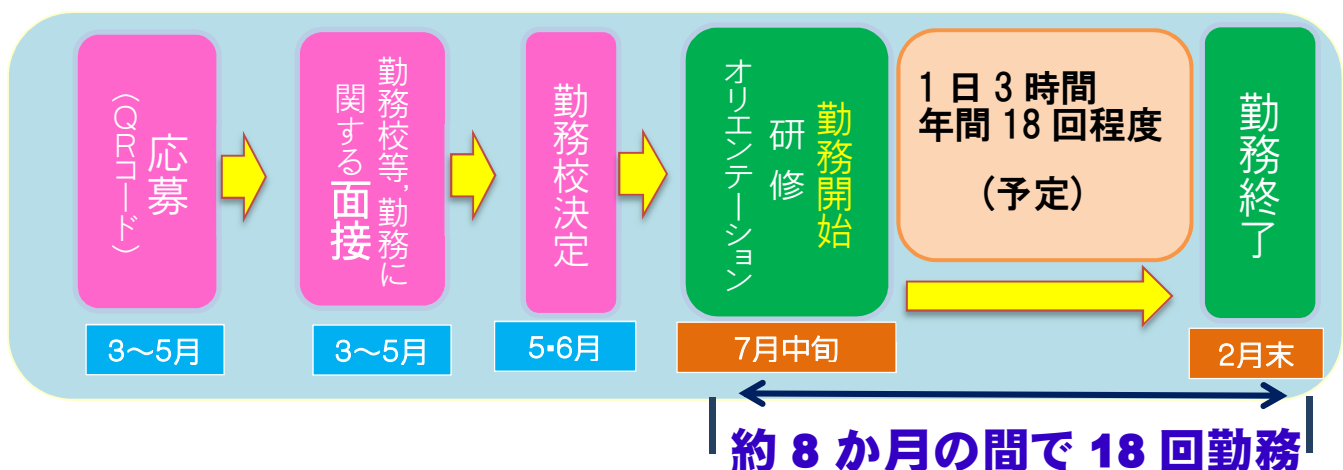 応募
(QRコード)
勤務校等,勤務に
関する面接
勤務校決定
勤務開始
研修
オリエンテーション
1日3時間
年間18回程度
(予定)
勤務終了
3~5月
3~5月
5・6月
7月中旬
2月末
約8か月の間で18回勤務